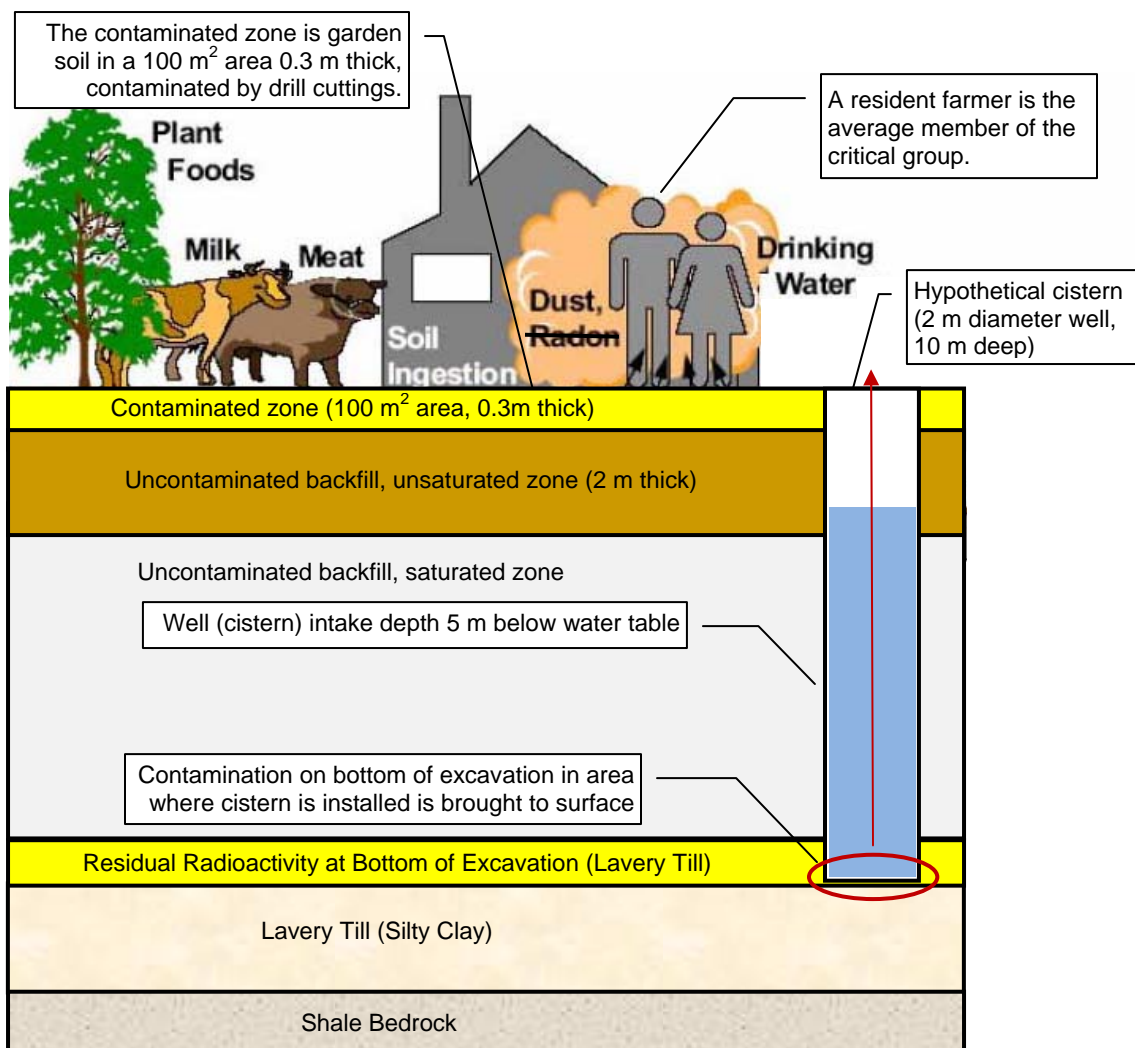 The contaminated zone is garden
soil in a 100 m² area 0.3 m thick,
contaminated by drill cuttings.
A resident farmer is the
average member of the
critical group.
Plant
Foods
Milk
Meat
Soil
Ingestion
Dust,
Radon
Drinking
Water
Hypothetical cistern
(2 m diameter well,
10 m deep)
Contaminated zone (100 m² area, 0.3m thick)
Uncontaminated backfill, unsaturated zone (2 m thick)
Uncontaminated backfill, saturated zone
Well (cistern) intake depth 5 m below water table
Contamination on bottom of excavation in area
where cistern is installed is brought to surface
Residual Radioactivity at Bottom of Excavation (Lavery Till)
Lavery Till (Silty Clay)
Shale Bedrock